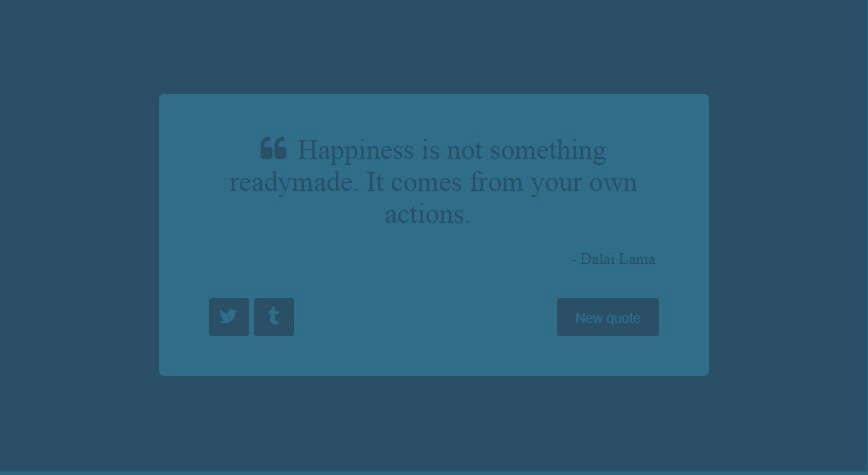 ❝ Happiness is not something
readymade. It comes from your own
actions.
- Dalai Lama
New quote